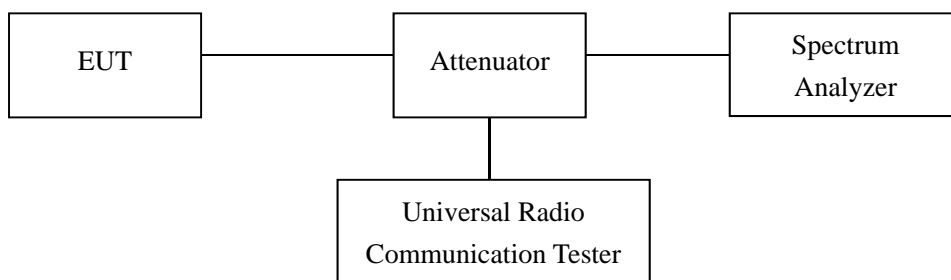 EUT
Attenuator
Spectrum
Analyzer
Universal Radio
Communication Tester